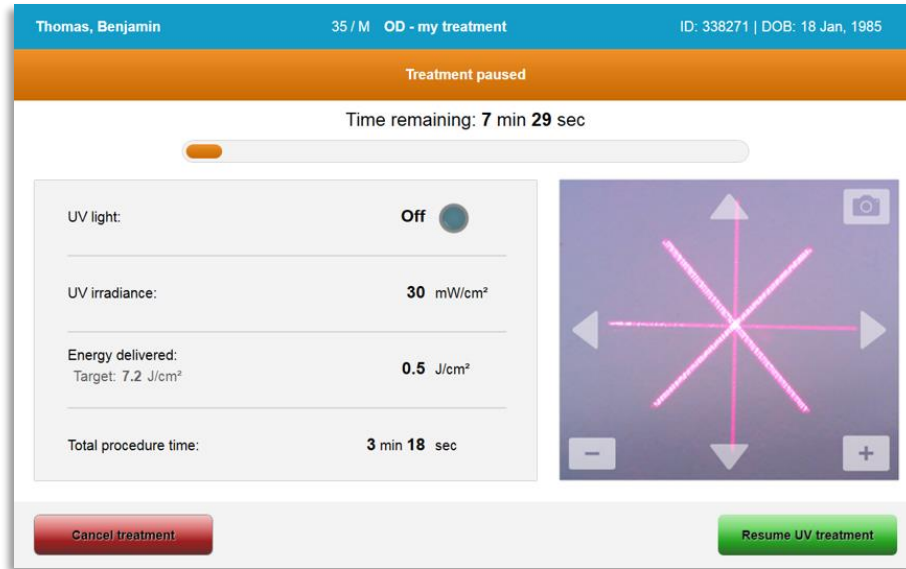 Thomas, Benjamin 35 / M OD - my treatment ID: 338271 | DOB: 18 Jan, 1985
Treatment paused
Time remaining: 7 min 29 sec
UV light: Off
UV irradiance: 30 mW/cm²
Energy delivered: 0.5 J/cm²
Target: 7.2 J/cm²
Total procedure time: 3 min 18 sec
Cancel treatment Resume UV treatment